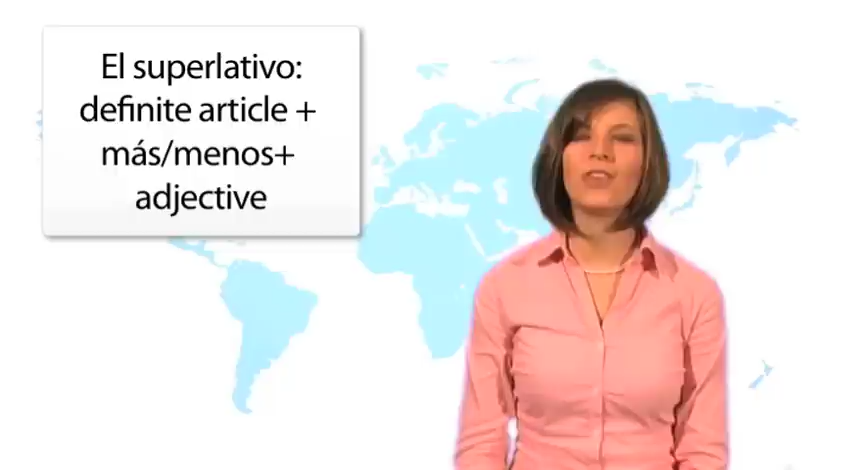 El superlativo:
definite article +
más/menos+
adjective